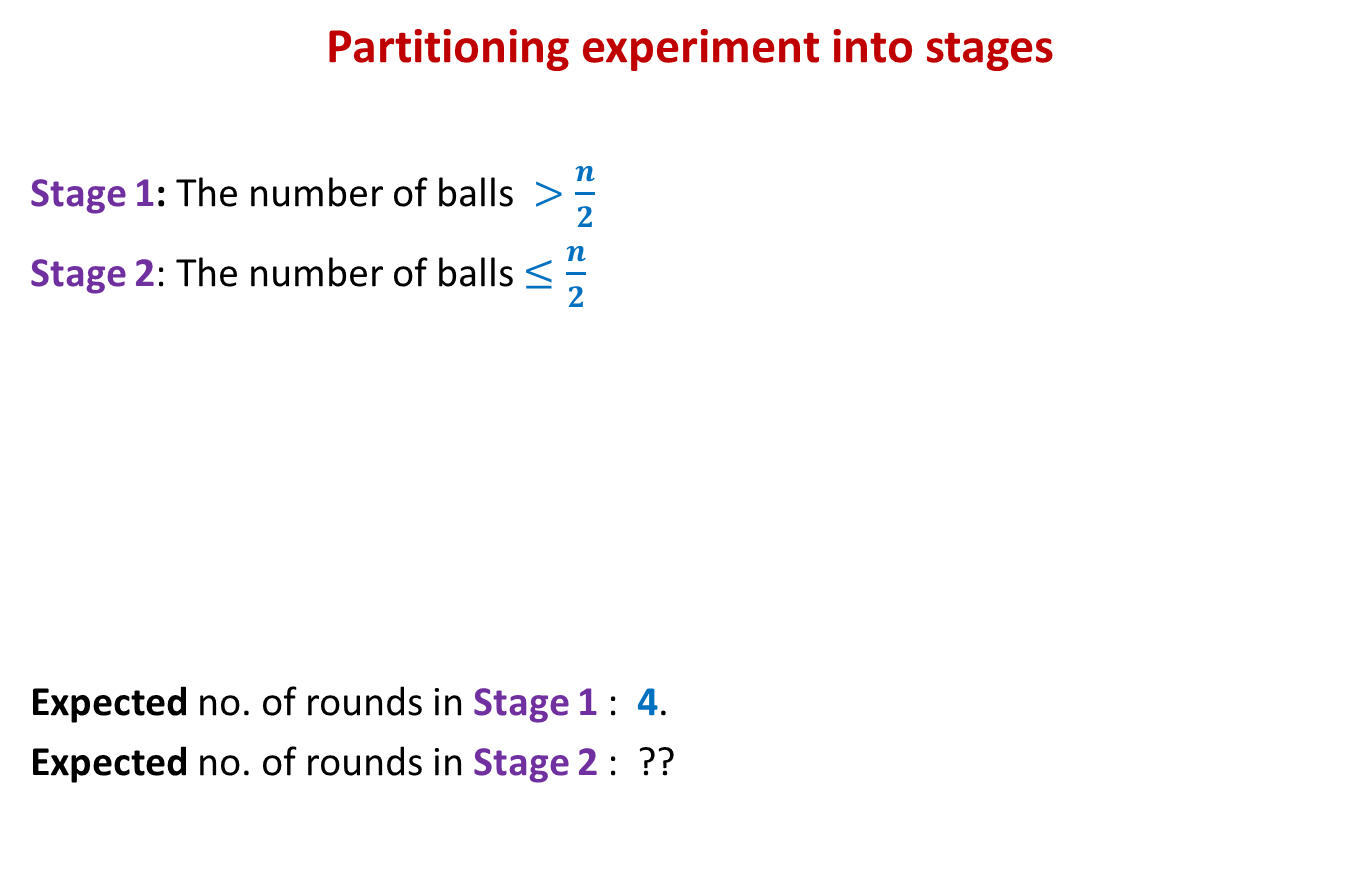 Partitioning experiment into stages
Stage 1: The number of balls > n/2
Stage 2: The number of balls ≤ n/2
Expected no. of rounds in Stage 1 : 4.
Expected no. of rounds in Stage 2 : ??